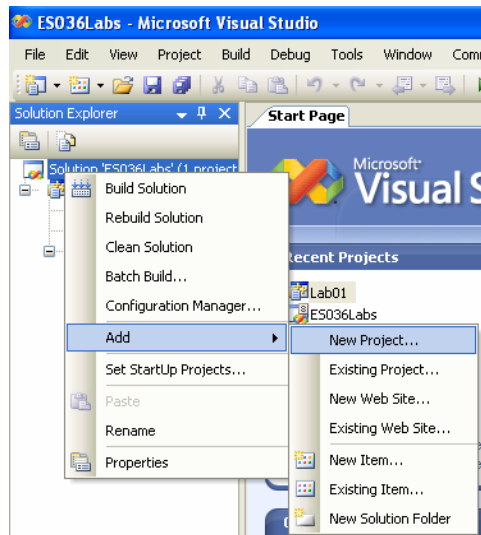 ES036Labs - Microsoft Visual Studio
File Edit View Project Build Debug Tools Window
Solution Explorer
Start Page
Solution 'ES036Labs' (1 project
Microsoft
Visual S
Recent Projects
Lab01
ES036Labs
Build Solution
Rebuild Solution
Clean Solution
Batch Build...
Configuration Manager...
Add
Set StartUp Projects...
Paste
Rename
Properties
New Project...
Existing Project...
New Web Site...
Existing Web Site...
New Item...
Existing Item...
New Solution Folder